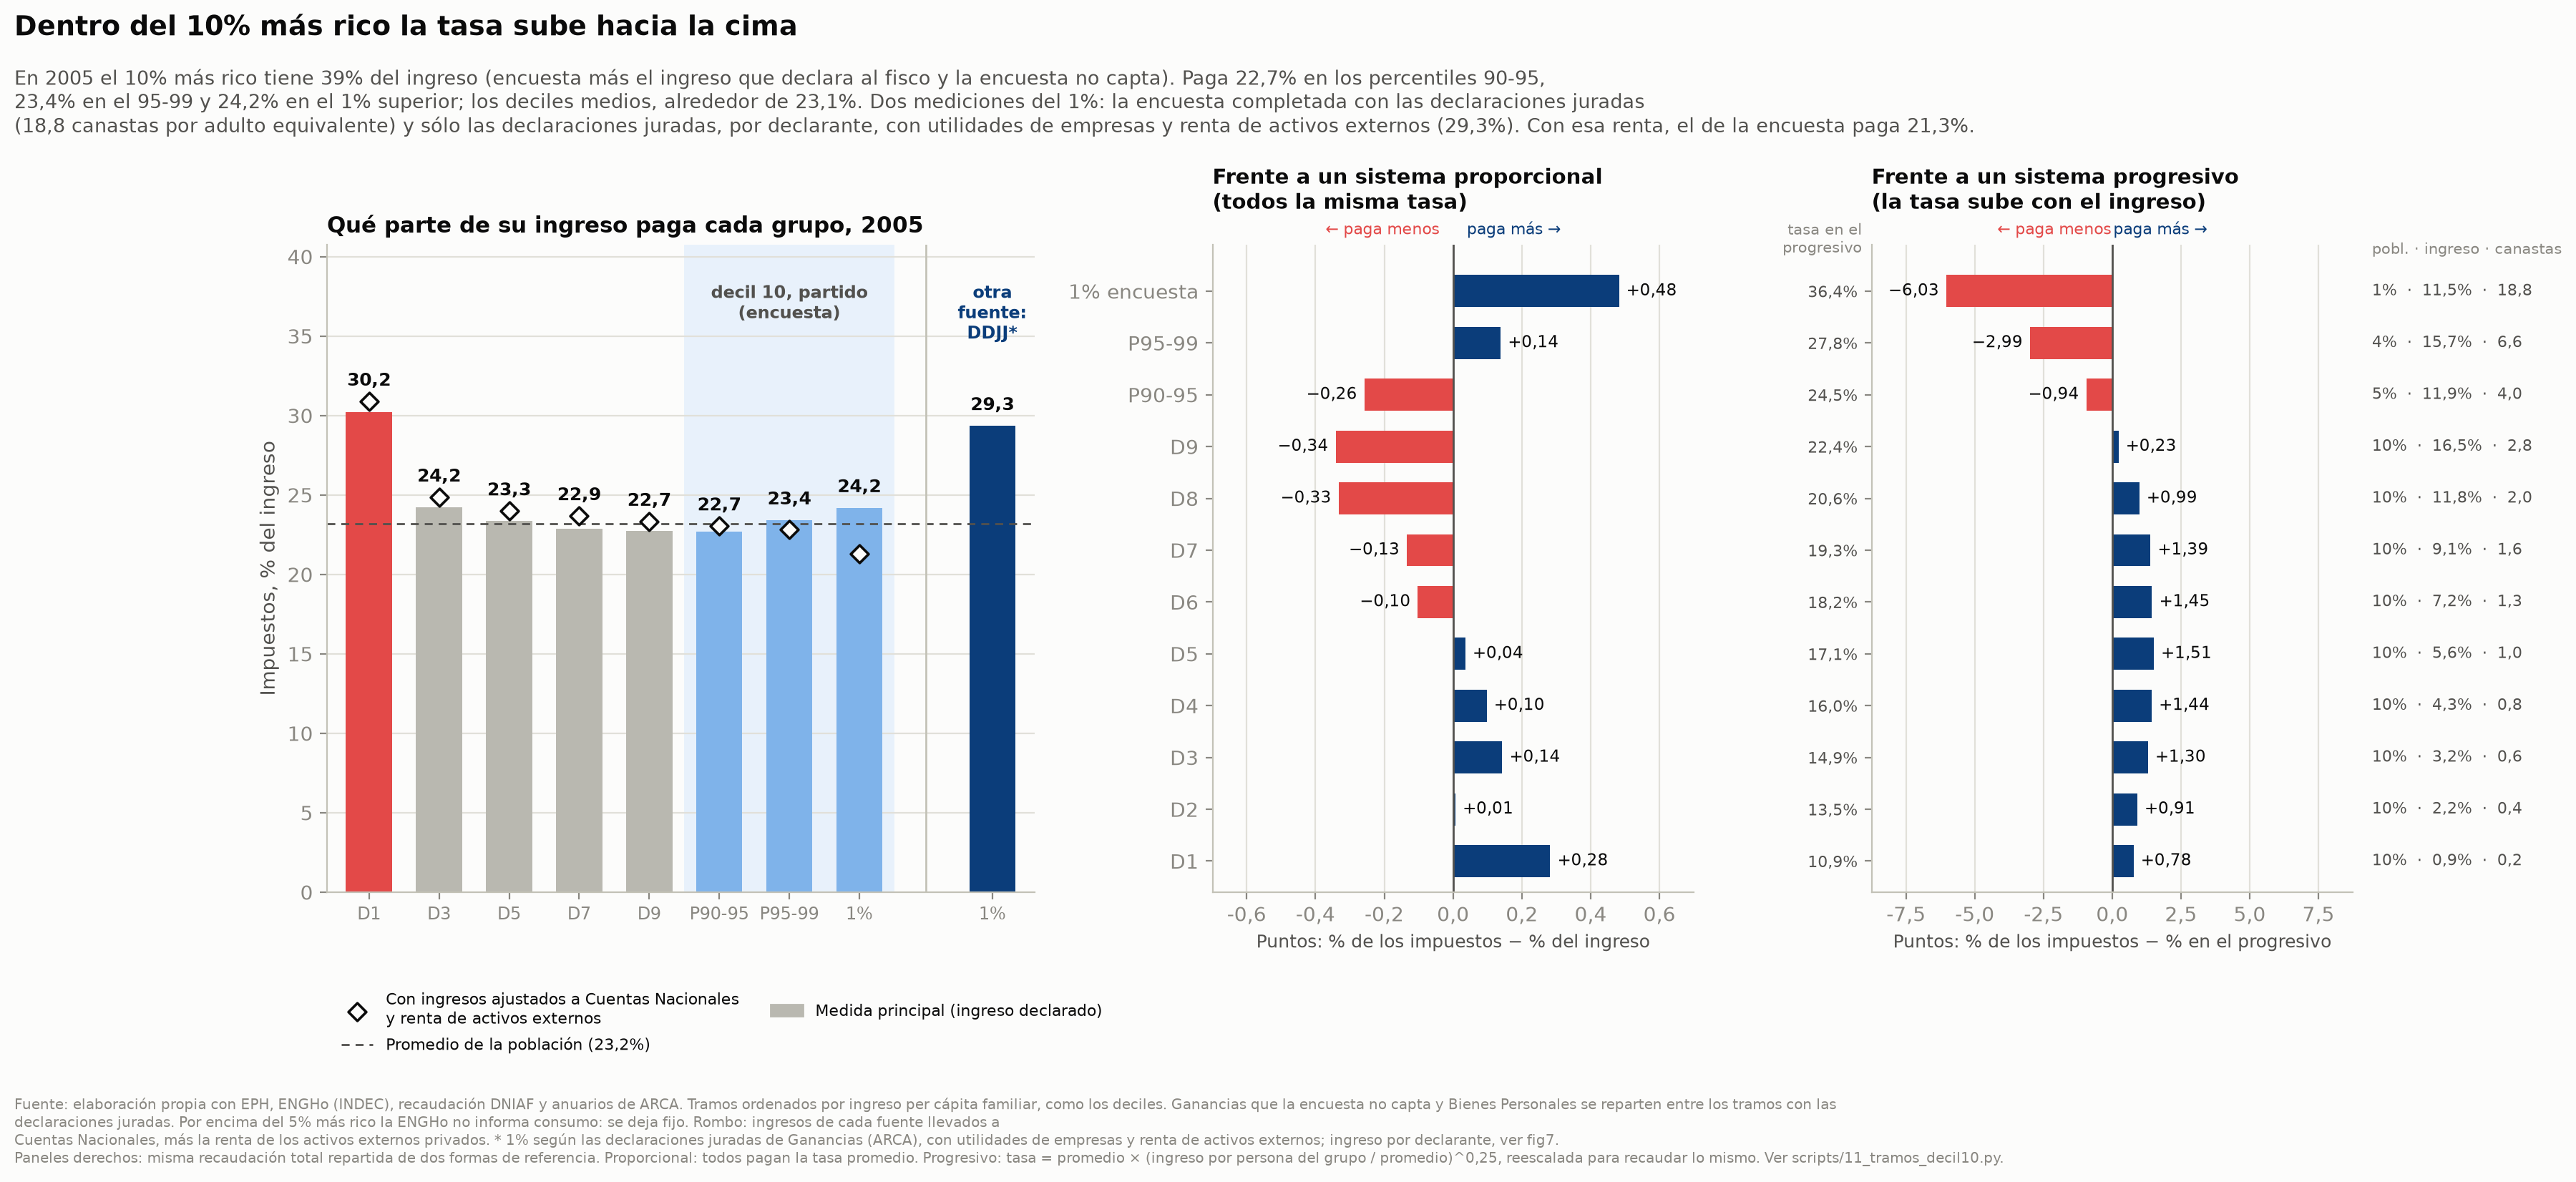 Dentro del 10% más rico la tasa sube hacia la cima
En 2005 el 10% más rico tiene 39% del ingreso (encuesta más el ingreso que declara al fisco y la encuesta no capta). Paga 22,7% en los percentiles 90-95,
23,4% en el 95-99 y 24,2% en el 1% superior; los deciles medios, alrededor de 23,1%. Dos mediciones del 1%: la encuesta completada con las declaraciones juradas
(18,8 canastas por adulto equivalente) y sólo las declaraciones juradas, por declarante, con utilidades de empresas y renta de activos externos (29,3%). Con esa renta, el de la encuesta paga 21,3%.
Qué parte de su ingreso paga cada grupo, 2005
Impuestos, % del ingreso
40
35
30
25
20
15
10
5
0
decil 10, partido
(encuesta)
otra
fuente:
DDJJ*
30,2
24,2
23,3
22,9
22,7
22,7
23,4
24,2
29,3
D1
D3
D5
D7
D9
P90-95
P95-99
1%
1%
Con ingresos ajustados a Cuentas Nacionales
y renta de activos externos
Promedio de la población (23,2%)
Medida principal (ingreso declarado)
Frente a un sistema proporcional
(todos la misma tasa)
← paga menos
paga más →
1% encuesta
+0,48
P95-99
+0,14
P90-95
−0,26
D9
−0,34
D8
−0,33
D7
−0,13
D6
−0,10
D5
+0,04
D4
+0,10
D3
+0,14
D2
+0,01
D1
+0,28
-0,6
-0,4
-0,2
0,0
0,2
0,4
0,6
Puntos: % de los impuestos − % del ingreso
Frente a un sistema progresivo
(la tasa sube con el ingreso)
← paga menos
paga más →
tasa en el
progresivo
pobl. · ingreso · canastas
36,4%
−6,03
1% · 11,5% · 18,8
27,8%
−2,99
4% · 15,7% · 6,6
24,5%
−0,94
5% · 11,9% · 4,0
22,4%
+0,23
10% · 16,5% · 2,8
20,6%
+0,99
10% · 11,8% · 2,0
19,3%
+1,39
10% · 9,1% · 1,6
18,2%
+1,45
10% · 7,2% · 1,3
17,1%
+1,51
10% · 5,6% · 1,0
16,0%
+1,44
10% · 4,3% · 0,8
14,9%
+1,30
10% · 3,2% · 0,6
13,5%
+0,91
10% · 2,2% · 0,4
10,9%
+0,78
10% · 0,9% · 0,2
-7,5
-5,0
-2,5
0,0
2,5
5,0
7,5
Puntos: % de los impuestos − % en el progresivo
Fuente: elaboración propia con EPH, ENGHo (INDEC), recaudación DNIAF y anuarios de ARCA. Tramos ordenados por ingreso per cápita familiar, como los deciles. Ganancias que la encuesta no capta y Bienes Personales se reparten entre los tramos con las
declaraciones juradas. Por encima del 5% más rico la ENGHo no informa consumo: se deja fijo. Rombo: ingresos de cada fuente llevados a
Cuentas Nacionales, más la renta de los activos externos privados. * 1% según las declaraciones juradas de Ganancias (ARCA), con utilidades de empresas y renta de activos externos; ingreso por declarante, ver fig7.
Paneles derechos: misma recaudación total repartida de dos formas de referencia. Proporcional: todos pagan la tasa promedio. Progresivo: tasa = promedio × (ingreso por persona del grupo / promedio)^0,25, reescalada para recaudar lo mismo. Ver scripts/11_tramos_decil10.py.